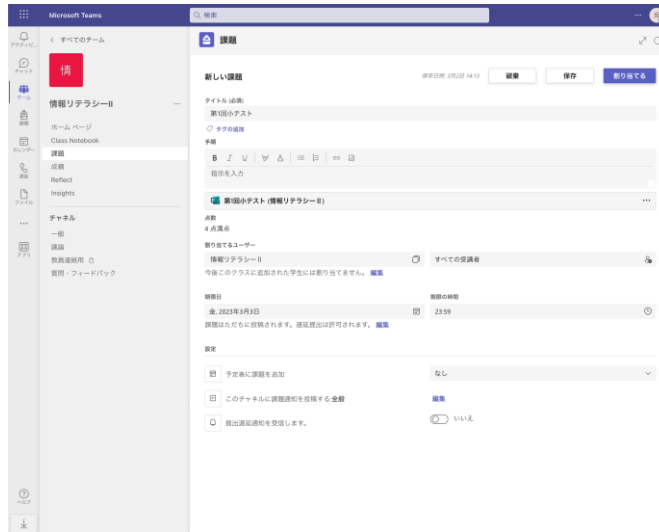 Microsoft Teams
検索
アクティビ...
チャット
チーム
課題
カレンダー
通話
ファイル
アプリ
ヘルプ
すべてのチーム
情
情報リテラシーII
ホーム ページ
Class Notebook
課題
成績
Reflect
Insights
チャネル
一般
講議
教員連絡用
質問・フィードバック
課題
新しい課題
保存日時 3月2日 14:13
破棄
保存
割り当てる
タイトル (必須)
第1回小テスト
タグの追加
手順
B I U A
指示を入力
第1回小テスト (情報リテラシーⅡ)
点数
4 点満点
割り当てるユーザー
情報リテラシーⅡ
すべての受講者
今後このクラスに追加された学生には割り当てません。 編集
期限日
期限の時間
金, 2023年3月3日
23:59
課題はただちに投稿されます。遅延提出は許可されます。 編集
設定
予定表に課題を追加
なし
このチャネルに課題通知を投稿する:全般
編集
提出遅延通知を受信します。
いいえ